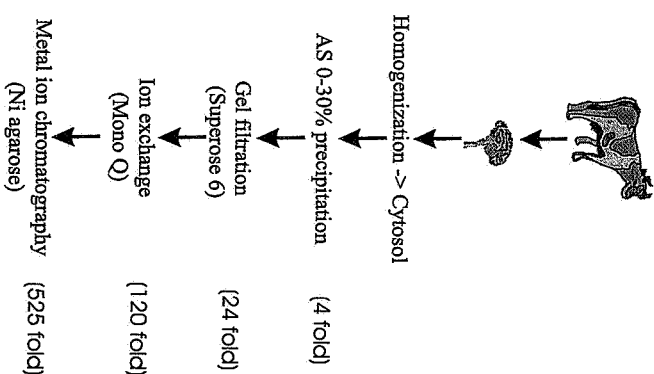 Homogenization -> Cytosol
AS 0-30% precipitation
(4 fold)
Gel filtration
(Superose 6)
(24 fold)
Ion exchange
(Mono Q)
(120 fold)
Metal ion chromatography
(Ni agarose)
(525 fold)